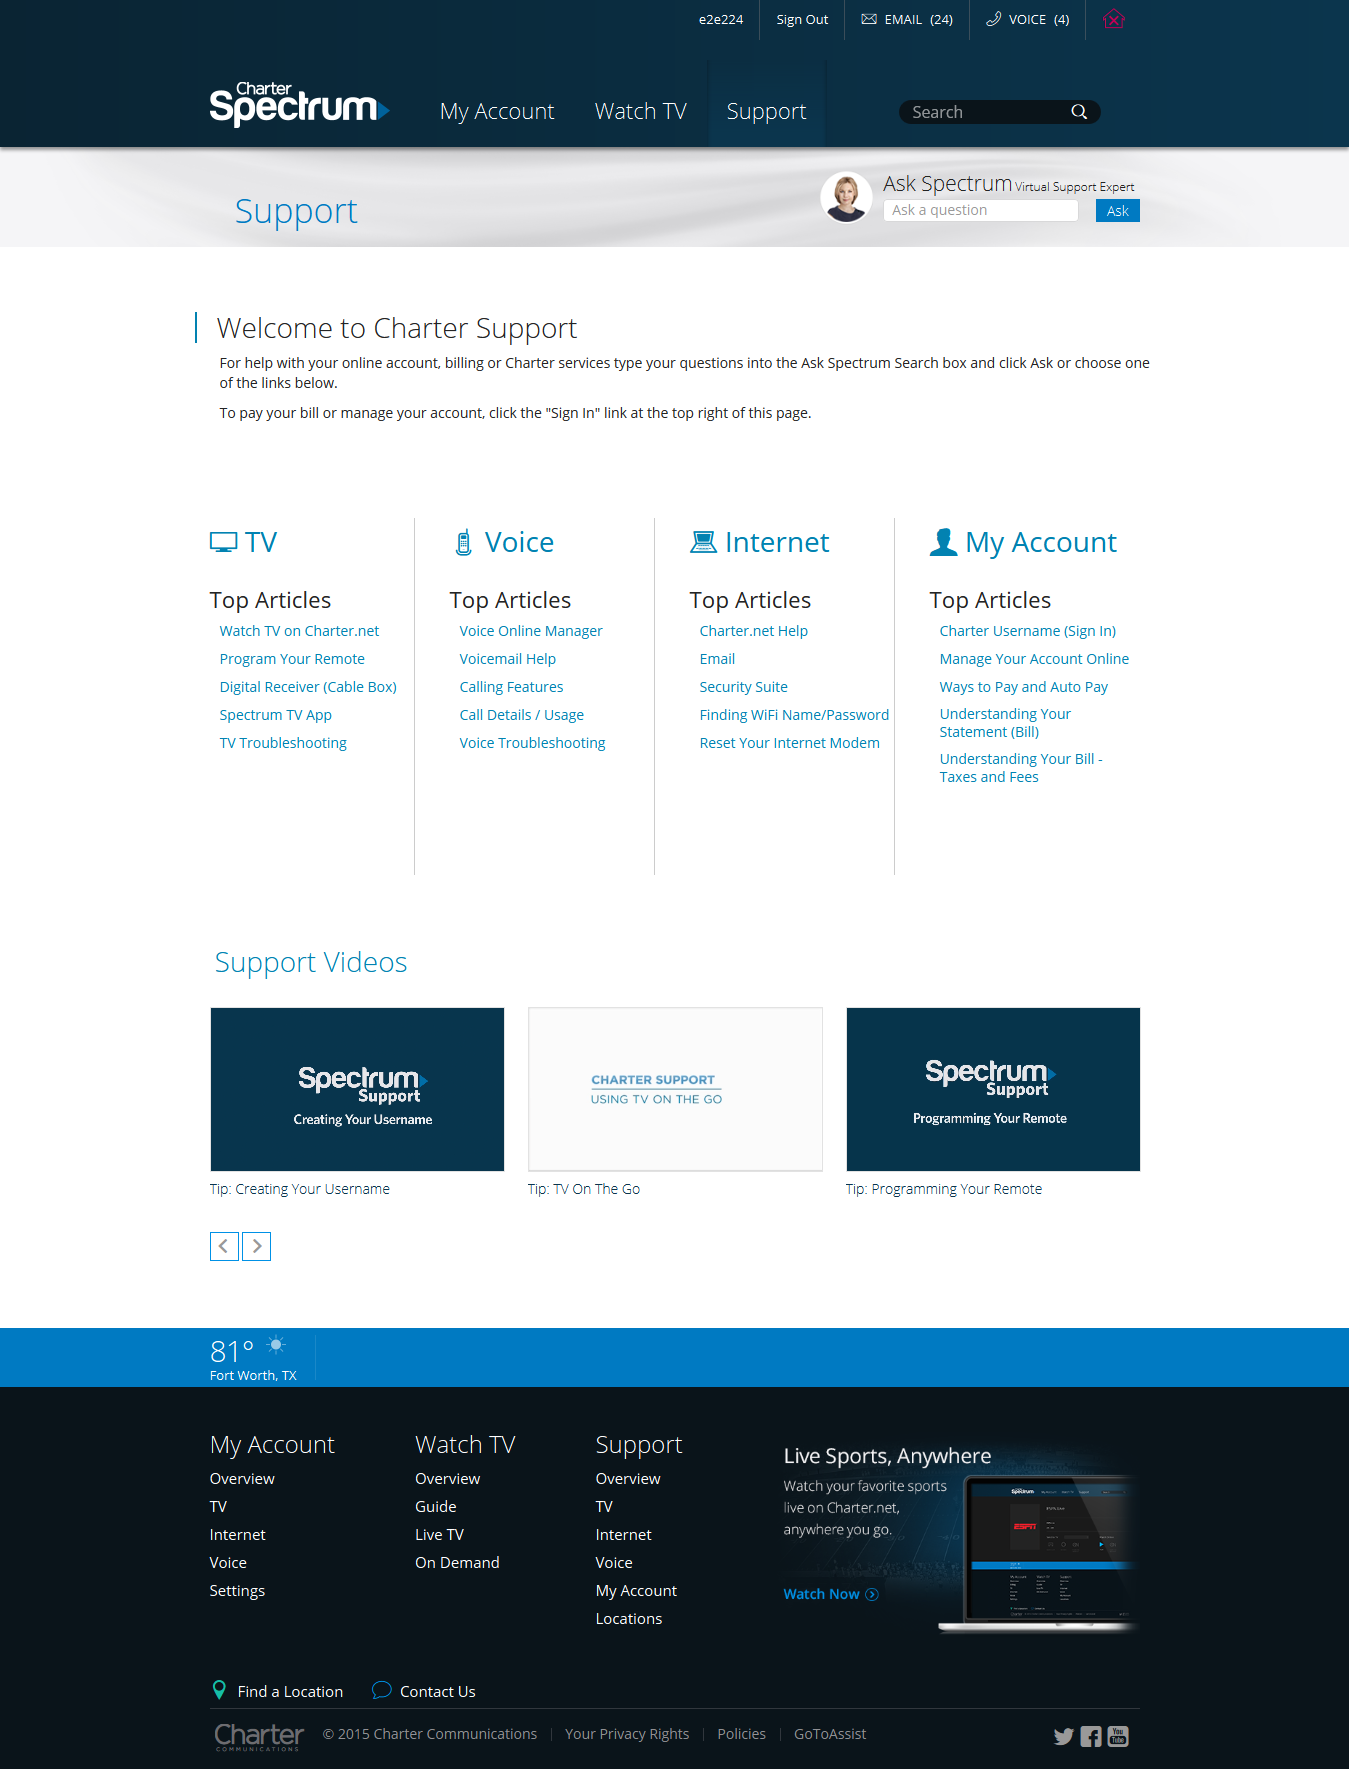 e2e224
Sign Out
EMAIL (24)
VOICE (4)
Charter
Spectrum
My Account
Watch TV
Support
Search
Support
Ask Spectrum Virtual Support Expert
Ask a question
Ask
Welcome to Charter Support
For help with your online account, billing or Charter services type your questions into the Ask Spectrum Search box and click Ask or choose one
of the links below.
To pay your bill or manage your account, click the "Sign In" link at the top right of this page.
TV
Top Articles
Watch TV on Charter.net
Program Your Remote
Digital Receiver (Cable Box)
Spectrum TV App
TV Troubleshooting
Voice
Top Articles
Voice Online Manager
Voicemail Help
Calling Features
Call Details / Usage
Voice Troubleshooting
Internet
Top Articles
Charter.net Help
Email
Security Suite
Finding WiFi Name/Password
Reset Your Internet Modem
My Account
Top Articles
Charter Username (Sign In)
Manage Your Account Online
Ways to Pay and Auto Pay
Understanding Your
Statement (Bill)
Understanding Your Bill -
Taxes and Fees
Support Videos
Spectrum
Support
Creating Your Username
Tip: Creating Your Username
CHARTER SUPPORT
USING TV ON THE GO
Tip: TV On The Go
Spectrum
Support
Programming Your Remote
Tip: Programming Your Remote
81°
Fort Worth, TX
My Account
Overview
TV
Internet
Voice
Settings
Watch TV
Overview
Guide
Live TV
On Demand
Support
Overview
TV
Internet
Voice
My Account
Locations
Live Sports, Anywhere
Watch your favorite sports
live on Charter.net,
anywhere you go.
Watch Now
Spectrum
ESPN
Find a Location
Contact Us
Charter
COMMUNICATIONS
© 2015 Charter Communications
Your Privacy Rights
Policies
GoToAssist
You
Tube